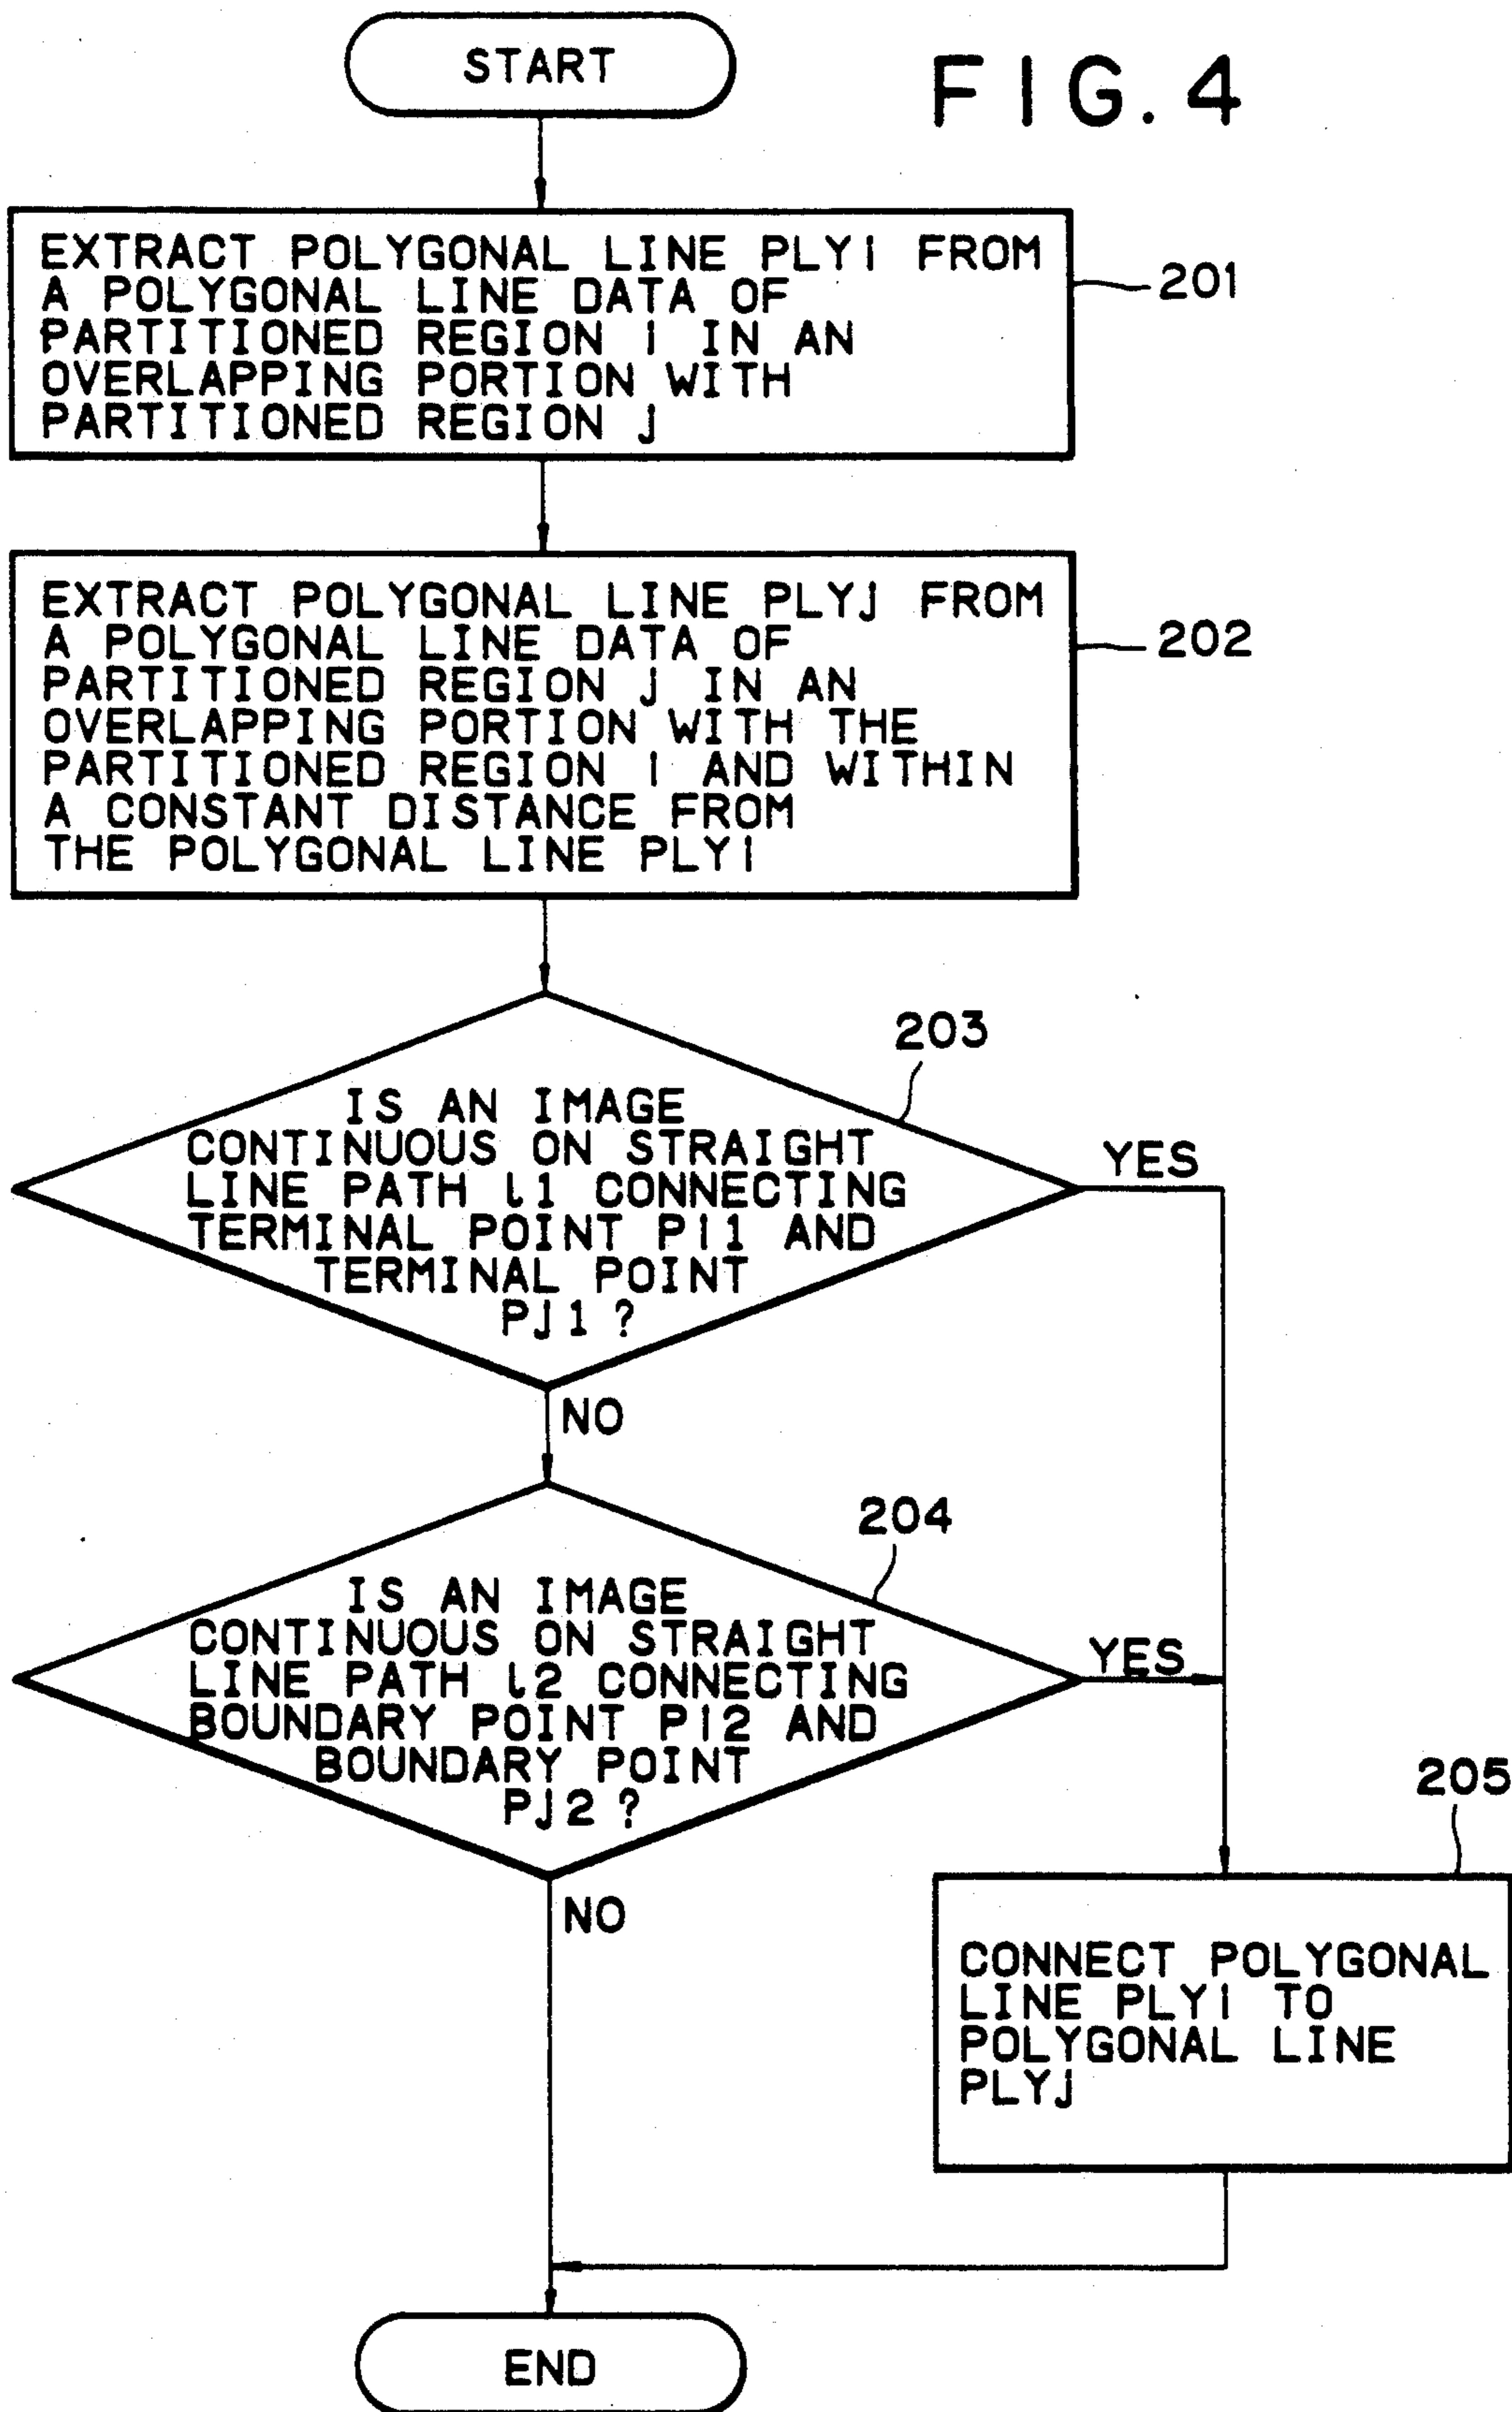 START
FIG. 4
EXTRACT POLYGONAL LINE PLYi FROM
A POLYGONAL LINE DATA OF
PARTITIONED REGION i IN AN
OVERLAPPING PORTION WITH
PARTITIONED REGION j
201
EXTRACT POLYGONAL LINE PLYj FROM
A POLYGONAL LINE DATA OF
PARTITIONED REGION j IN AN
OVERLAPPING PORTION WITH THE
PARTITIONED REGION i AND WITHIN
A CONSTANT DISTANCE FROM
THE POLYGONAL LINE PLYi
202
203
IS AN IMAGE
CONTINUOUS ON STRAIGHT
LINE PATH l1 CONNECTING
TERMINAL POINT Pi1 AND
TERMINAL POINT
Pj1 ?
YES
NO
204
IS AN IMAGE
CONTINUOUS ON STRAIGHT
LINE PATH l2 CONNECTING
BOUNDARY POINT Pi2 AND
BOUNDARY POINT
Pj2 ?
YES
NO
205
CONNECT POLYGONAL
LINE PLYi TO
POLYGONAL LINE
PLYj
END